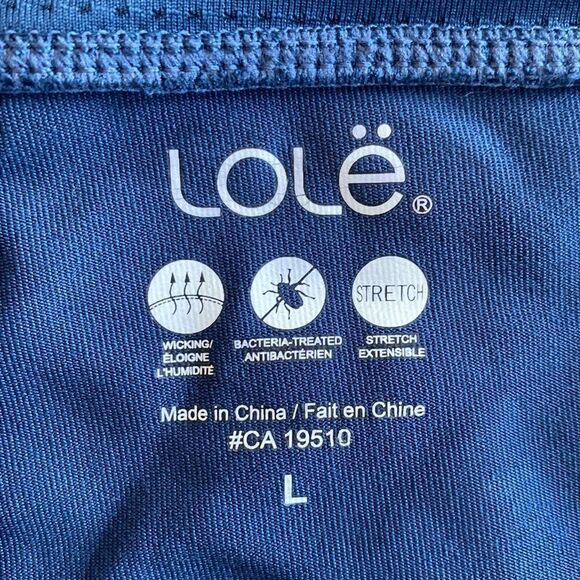 Lolë®
STRETCH
WICKING/
ÉLOIGNE
L'HUMIDITÉ
BACTERIA-TREATED
ANTIBACTÉRIEN
STRETCH
EXTENSIBLE
Made in China / Fait en Chine
#CA 19510
L